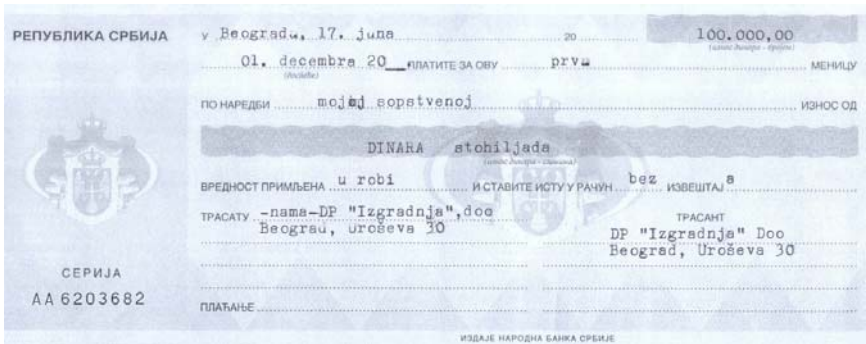 РЕПУБЛИКА СРБИЈА
у Beogradu, 17. juna 20 100.000,00
(износ динара - бројем)
01. decembra 20__ ПЛАТИТЕ ЗА ОВУ prvu МЕНИЦУ
(доспеће)
ПО НАРЕДБИ mojoj sopstvenoj ИЗНОС ОД
DINARA stohiljada
(износ динара - словима)
ВРЕДНОСТ ПРИМЉЕНА u robi И СТАВИТЕ ИСТУ У РАЧУН bez ИЗВЕШТАЈ a
ТРАСАТУ -nama-DP "Izgradnja",doo ТРАСАНТ
Beograd, Uroševa 30 DP "Izgradnja" Doo
Beograd, Uroševa 30
СЕРИЈА
АА 6203682
ПЛАЋАЊЕ
ИЗДАЈЕ НАРОДНА БАНКА СРБИЈЕ